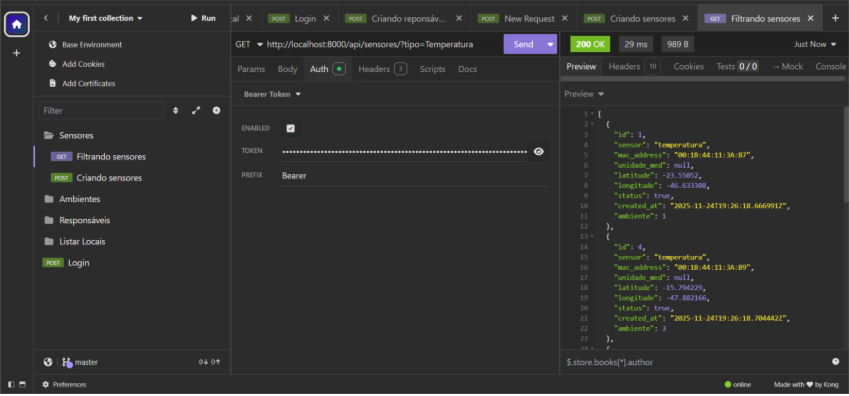 My first collection
Run
Base Environment
Add Cookies
Add Certificates
Filter
Sensores
GET Filtrando sensores
POST Criando sensores
Ambientes
Responsáveis
Listar Locais
POST Login
master
0 0
Preferences
POST Login
POST Criando reponsáv...
POST New Request
POST Criando sensores
GET Filtrando sensores
GET http://localhost:8000/api/sensores/?tipo=Temperatura
Send
Params Body Auth Headers 3 Scripts Docs
Bearer Token
ENABLED
TOKEN
PREFIX Bearer
200 OK 29 ms 989 B Just Now
Preview Headers 10 Cookies Tests 0 / 0 → Mock Console
Preview
1 [
2 {
3 "id": 1,
4 "sensor": "temperatura",
5 "mac_address": "00:1B:44:11:3A:B7",
6 "unidade_med": null,
7 "latitude": -23.55052,
8 "longitude": -46.633308,
9 "status": true,
10 "created_at": "2025-11-24T19:26:18.666991Z",
11 "ambiente": 1
12 },
13 {
14 "id": 4,
15 "sensor": "temperatura",
16 "mac_address": "00:1B:44:11:3A:B9",
17 "unidade_med": null,
18 "latitude": -15.794229,
19 "longitude": -47.882166,
20 "status": true,
21 "created_at": "2025-11-24T19:26:18.704442Z",
22 "ambiente": 3
23 },
24 {
$.store.books[*].author
online
Made with ❤ by Kong